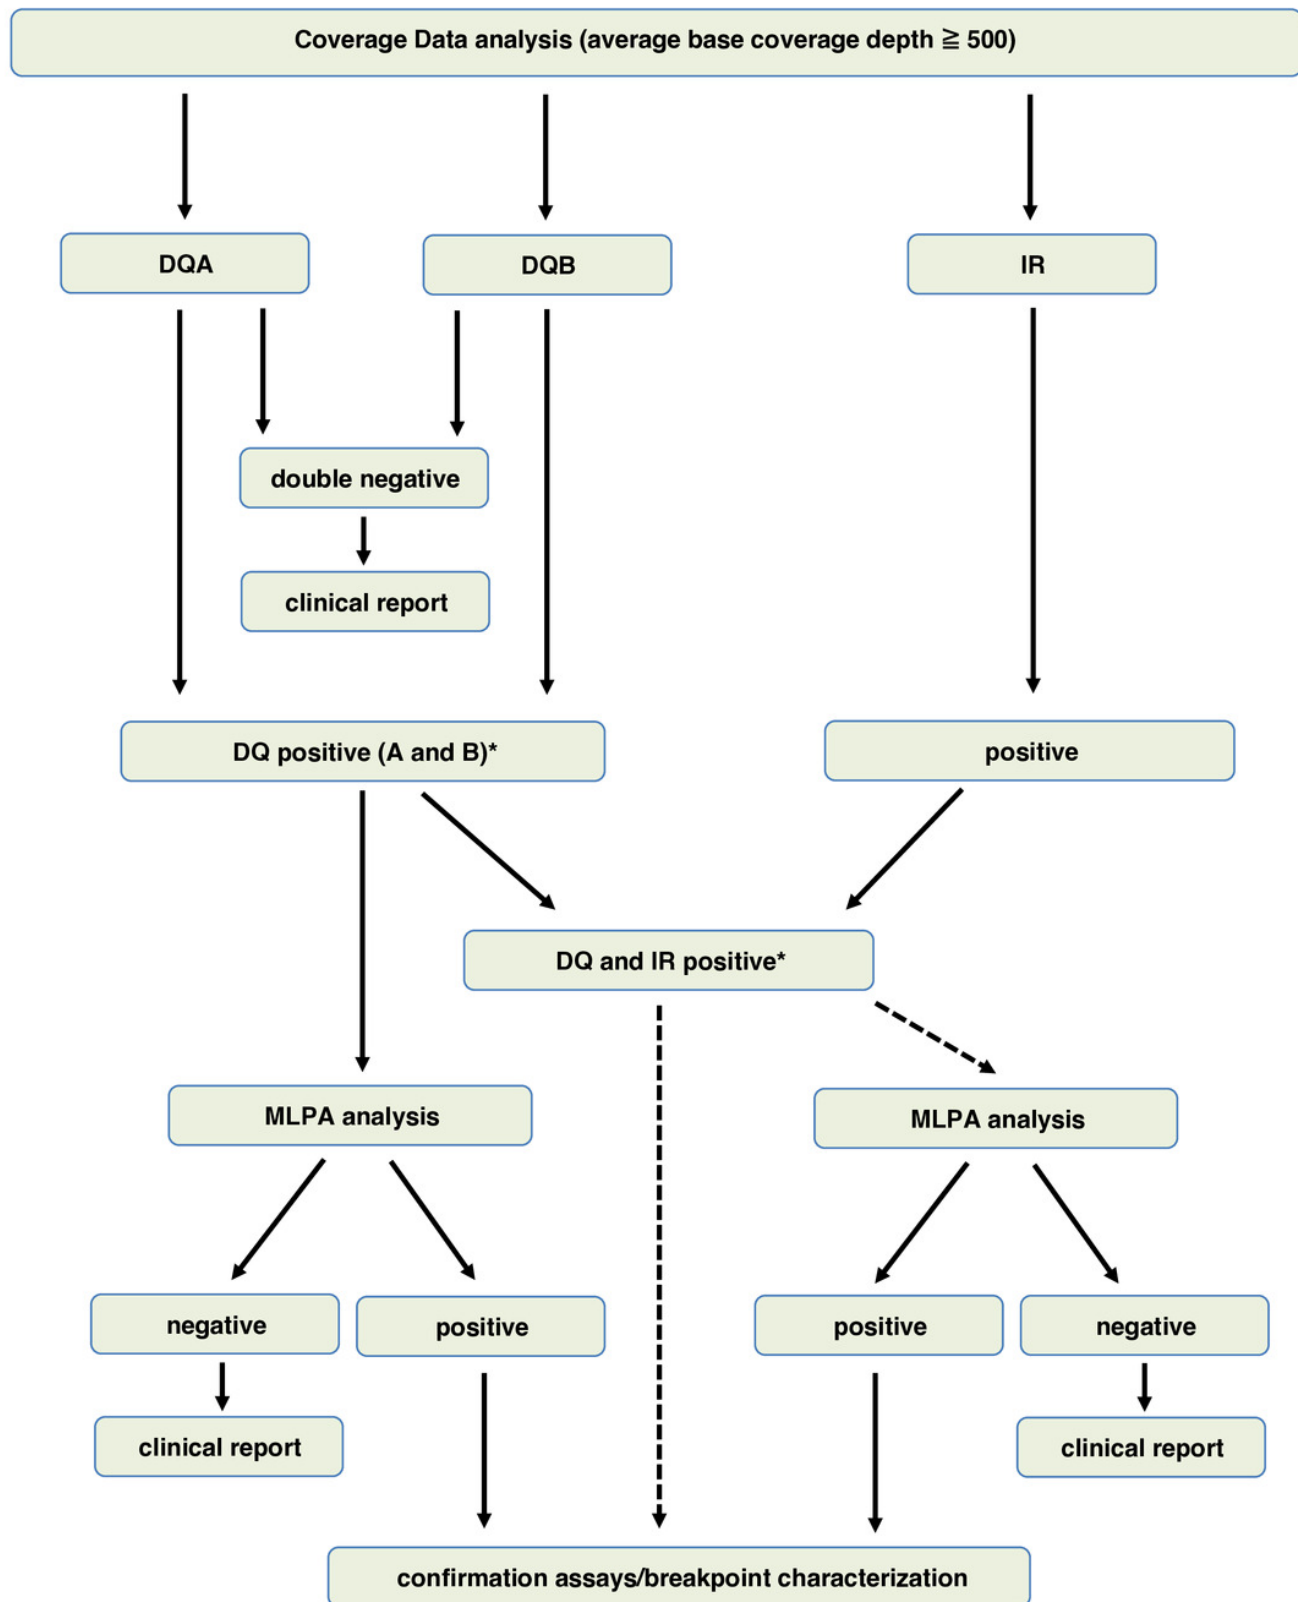 Coverage Data analysis (average base coverage depth ≧ 500)
DQA
DQB
IR
double negative
clinical report
DQ positive (A and B)*
positive
DQ and IR positive*
MLPA analysis
MLPA analysis
negative
positive
positive
negative
clinical report
clinical report
confirmation assays/breakpoint characterization